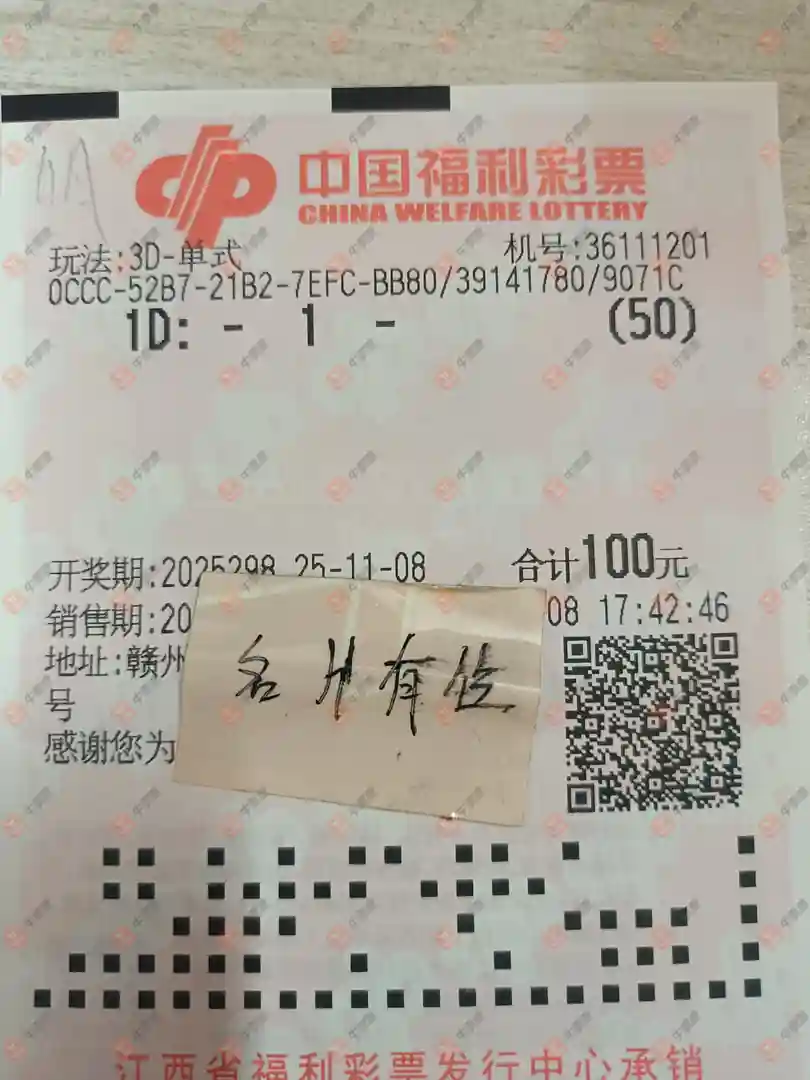 中国福利彩票
CHINA WELFARE LOTTERY
玩法:3D-单式 机号:36111201
0CCC-52B7-21B2-7EFC-BB80/39141780/9071C
1D: - 1 - (50)
开奖期:2025298 25-11-08 合计100元
销售期:20 08 17:42:46
地址:赣州
号
感谢您为
名片有位
江西省福利彩票发行中心承销